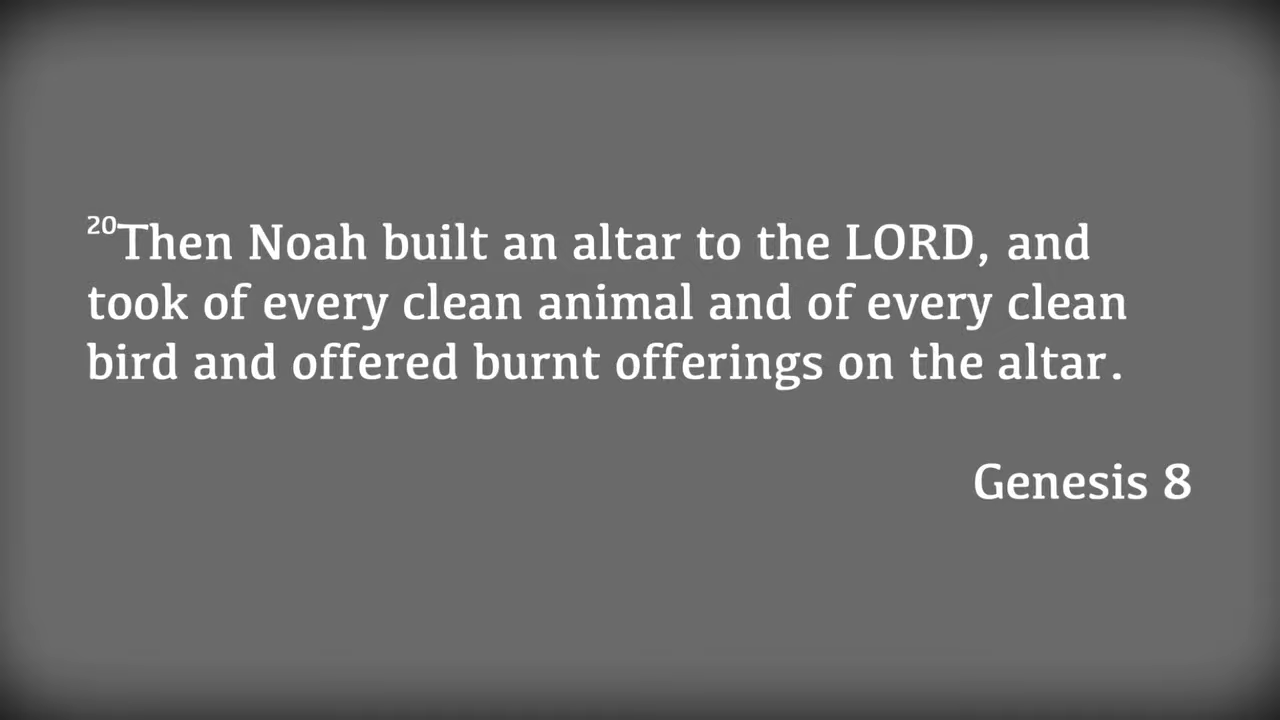 20Then Noah built an altar to the LORD, and
took of every clean animal and of every clean
bird and offered burnt offerings on the altar.
Genesis 8